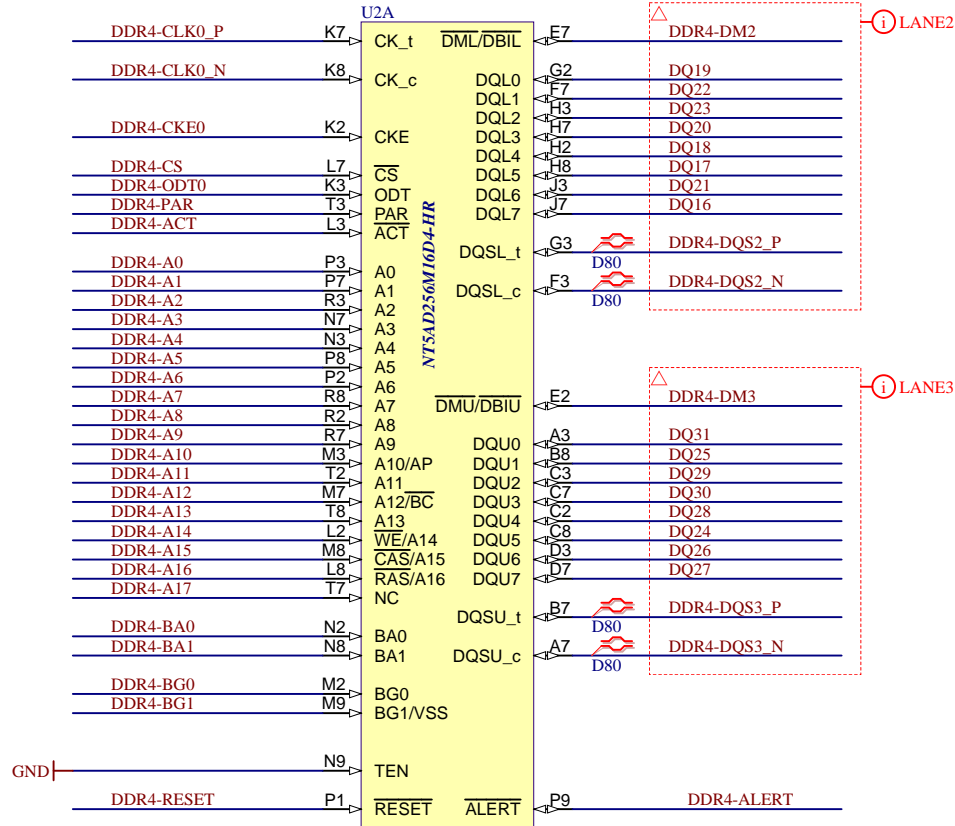 U2A
DDR4-CLK0_P K7 CK_t DML/DBIL E7 DDR4-DM2 i LANE2
DDR4-CLK0_N K8 CK_c DQL0 G2 DQ19
DQL1 F7 DQ22
DQL2 H3 DQ23
DDR4-CKE0 K2 CKE DQL3 H7 DQ20
DQL4 H2 DQ18
DDR4-CS L7 CS DQL5 H8 DQ17
DDR4-ODT0 K3 ODT DQL6 J3 DQ21
DDR4-PAR T3 PAR DQL7 J7 DQ16
DDR4-ACT L3 ACT
DQSL_t G3 D80 DDR4-DQS2_P
DDR4-A0 P3 A0
DDR4-A1 P7 A1 DQSL_c F3 D80 DDR4-DQS2_N
DDR4-A2 R3 A2
DDR4-A3 N7 A3
DDR4-A4 N3 A4
DDR4-A5 P8 A5
DDR4-A6 P2 A6
DDR4-A7 R8 A7 DMU/DBIU E2 DDR4-DM3 i LANE3
DDR4-A8 R2 A8
DDR4-A9 R7 A9 DQU0 A3 DQ31
DDR4-A10 M3 A10/AP DQU1 B8 DQ25
DDR4-A11 T2 A11 DQU2 C3 DQ29
DDR4-A12 M7 A12/BC DQU3 C7 DQ30
DDR4-A13 T8 A13 DQU4 C2 DQ28
DDR4-A14 L2 WE/A14 DQU5 C8 DQ24
DDR4-A15 M8 CAS/A15 DQU6 D3 DQ26
DDR4-A16 L8 RAS/A16 DQU7 D7 DQ27
DDR4-A17 T7 NC
DQSU_t B7 D80 DDR4-DQS3_P
DDR4-BA0 N2 BA0
DDR4-BA1 N8 BA1 DQSU_c A7 D80 DDR4-DQS3_N
DDR4-BG0 M2 BG0
DDR4-BG1 M9 BG1/VSS
GND N9 TEN
DDR4-RESET P1 RESET ALERT P9 DDR4-ALERT
NT5AD256M16D4-HR